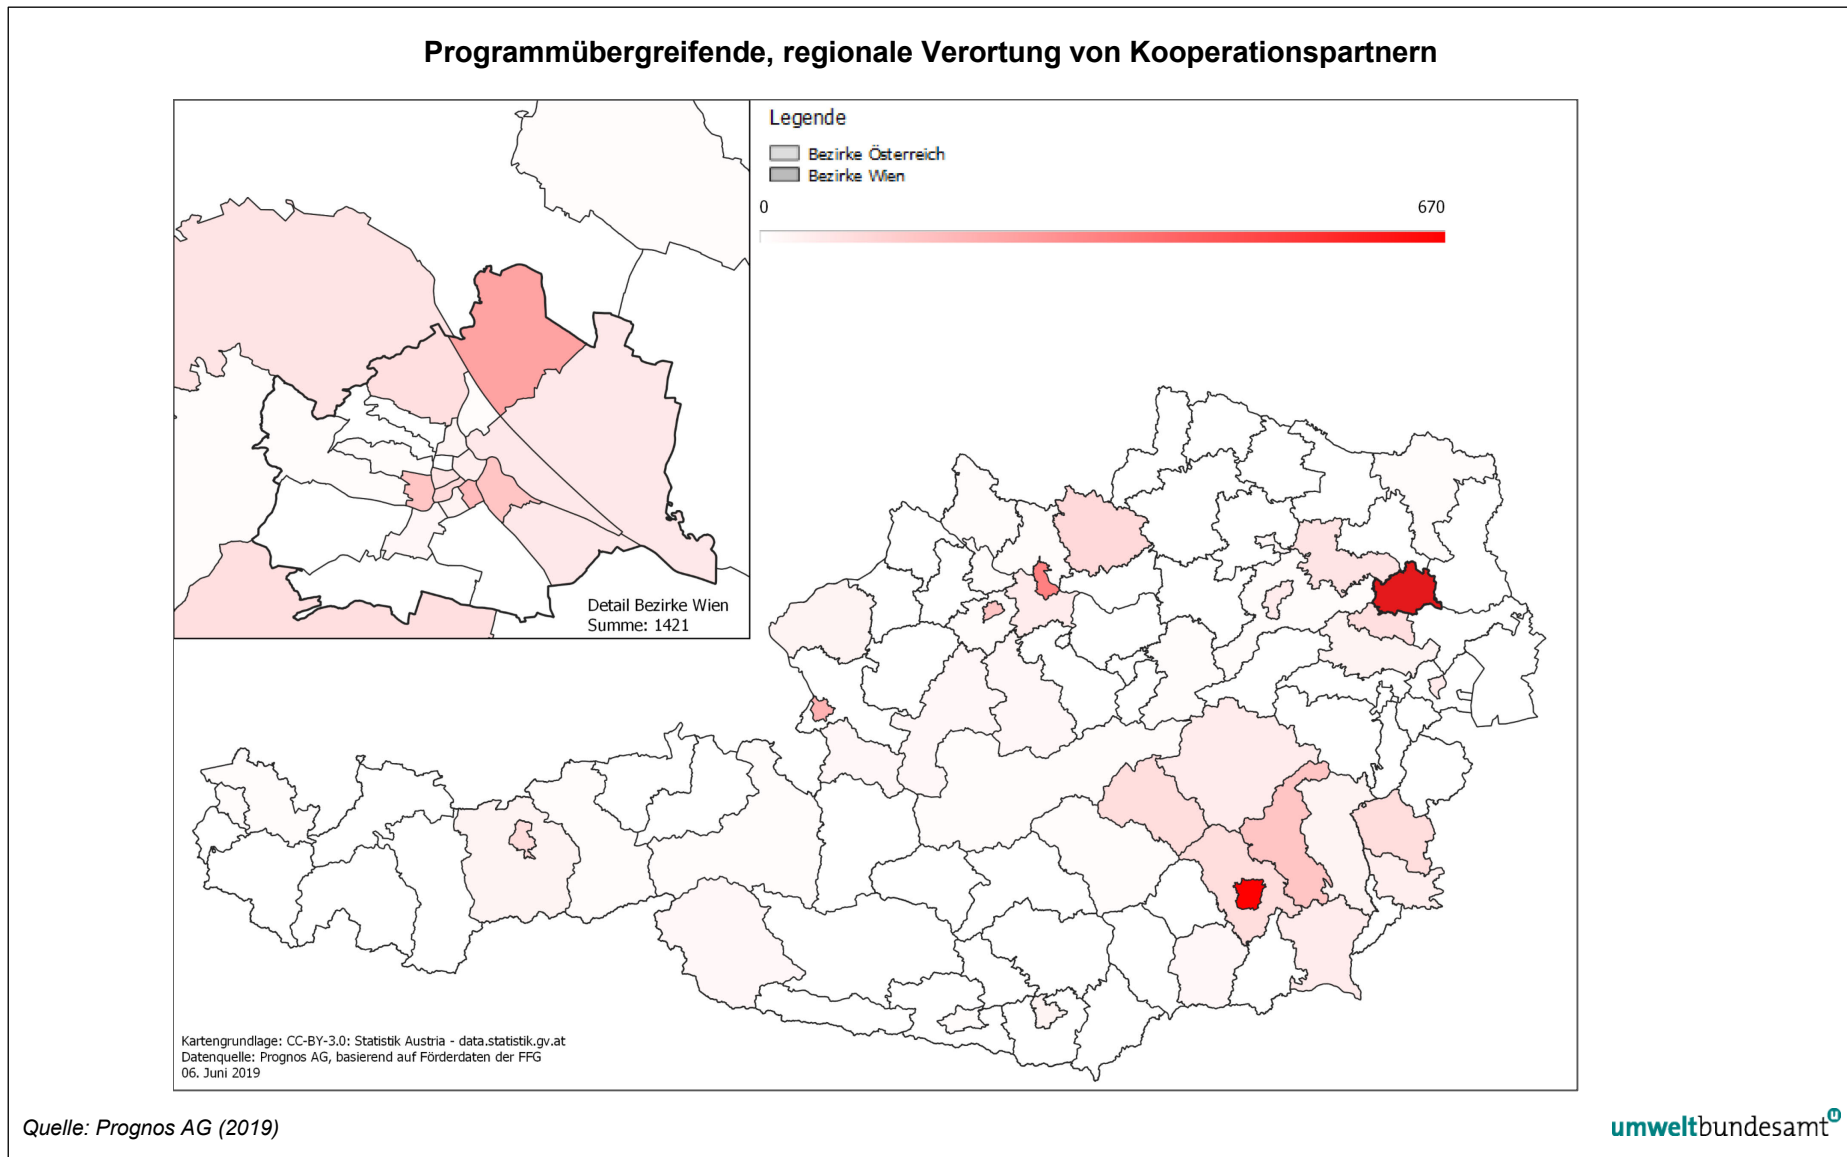 Programmübergreifende, regionale Verortung von Kooperationspartnern
Legende
Bezirke Österreich
Bezirke Wien
0
670
Detail Bezirke Wien
Summe: 1421
Kartengrundlage: CC-BY-3.0: Statistik Austria - data.statistik.gv.at
Datenquelle: Prognos AG, basierend auf Förderdaten der FFG
06. Juni 2019
Quelle: Prognos AG (2019)
umweltbundesamt
u